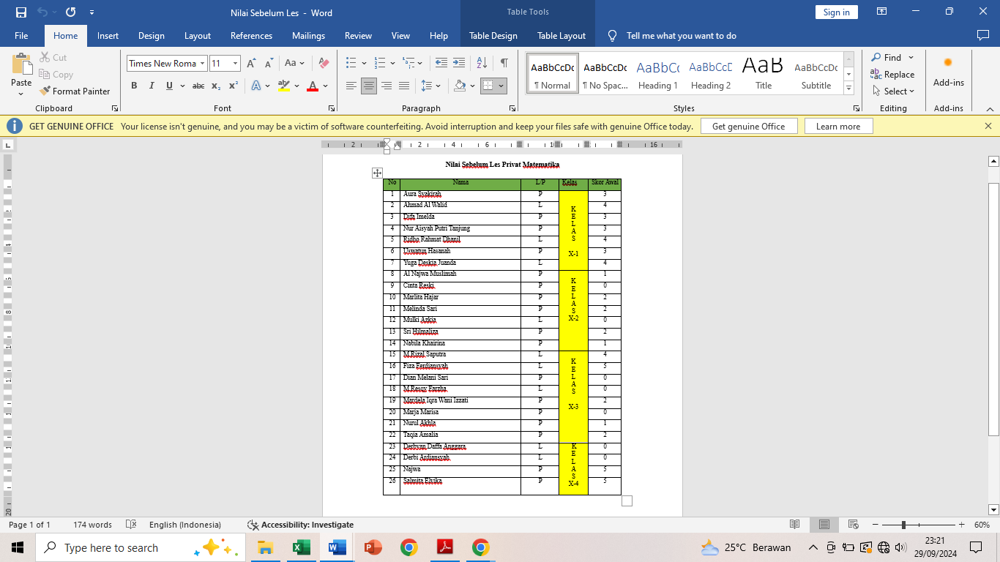 Nilai Sebelum Les - Word
Table Tools
Sign in
File Home Insert Design Layout References Mailings Review View Help Table Design Table Layout Tell me what you want to do
Paste
Cut
Copy
Format Painter
Clipboard
Times New Roma 11
Font
Paragraph
AaBbCcDc ¶ Normal
AaBbCcDc ¶ No Spac...
AaBbCc Heading 1
AaBbCcD Heading 2
AaB Title
AaBbCcDc Subtitle
Styles
Find
Replace
Select
Editing
Add-ins
Add-ins
GET GENUINE OFFICE Your license isn't genuine, and you may be a victim of software counterfeiting. Avoid interruption and keep your files safe with genuine Office today. Get genuine Office Learn more
Nilai Sebelum Les Privat Matematika
No Nama L/P Kelas Skor Awal
1 Aura Syakirah P 3
2 Ahmad Al Walid L 4
3 Difa Imelda P 3
4 Nur Aisyah Putri Tanjung P 3
5 Ridho Rahmat Dhanil L 4
6 Uswatun Hasanah P 3
7 Yuga Deskia Juanda L 4
KELAS X-1
8 Al Najwa Muslimah P 1
9 Cinta Reski P 0
10 Marlita Hajar P 2
11 Melinda Sari P 2
12 Mulki Azkia L 0
13 Sri Hilmaliza P 2
14 Nabila Khairina P 1
KELAS X-2
15 M.Rizal Saputra L 4
16 Fiza Ferdiansyah L 5
17 Dian Melani Sari P 0
18 M.Resqy Farzha L 0
19 Mardela Iqra Wani Izzati P 2
20 Marja Marisa P 0
21 Nurul Akhla P 1
22 Taqia Amalia P 2
KELAS X-3
23 Derbyan Daffa Anggara L 0
24 Derbi Ardiansyah L 0
25 Najwa P 5
26 Salmita Elvika P 5
KELAS X-4
Page 1 of 1 174 words English (Indonesia) Accessibility: Investigate 60%
Type here to search
25°C Berawan
23:21
29/09/2024